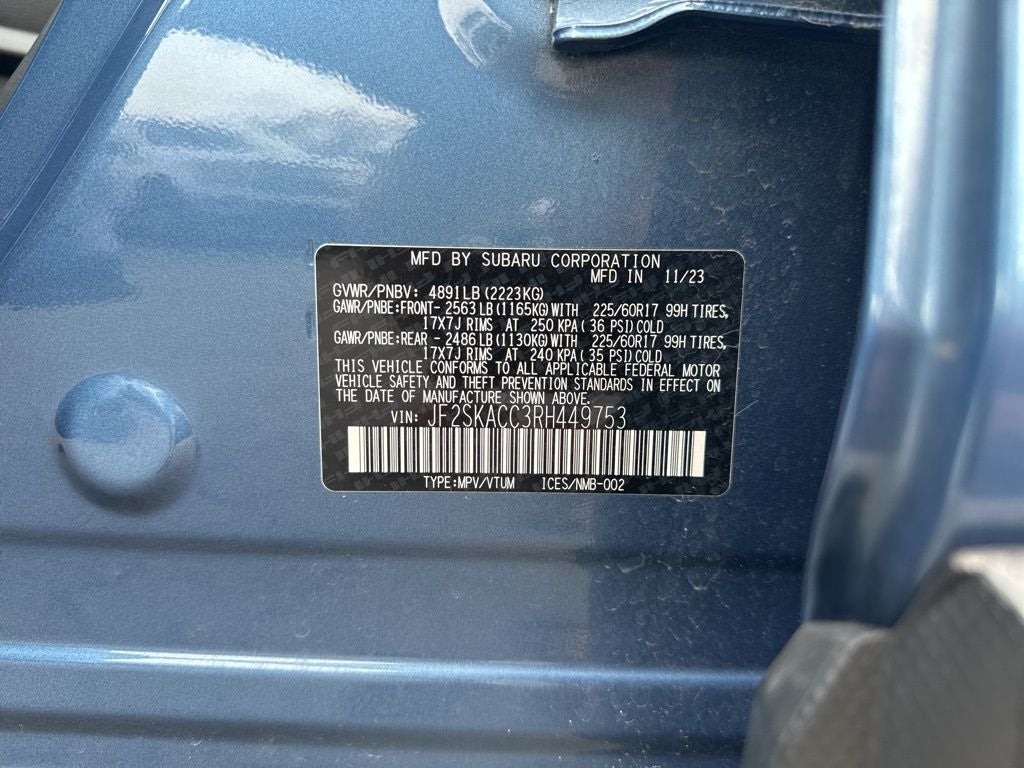 MFD BY SUBARU CORPORATION
MFD IN 11/23
GVWR/PNBV: 4891LB(2223KG)
GAWR/PNBE:FRONT- 2563LB(1165KG)WITH 225/60R17 99H TIRES,
17X7J RIMS AT 250 KPA( 36 PSI)COLD
GAWR/PNBE:REAR - 2486LB(1130KG)WITH 225/60R17 99H TIRES,
17X7J RIMS AT 240 KPA( 35 PSI)COLD
THIS VEHICLE CONFORMS TO ALL APPLICABLE FEDERAL MOTOR
VEHICLE SAFETY AND THEFT PREVENTION STANDARDS IN EFFECT ON
THE DATE OF MANUFACTURE SHOWN ABOVE.
VIN: JF2SKACC3RH449753
TYPE:MPV/VTUM ICES/NMB-002